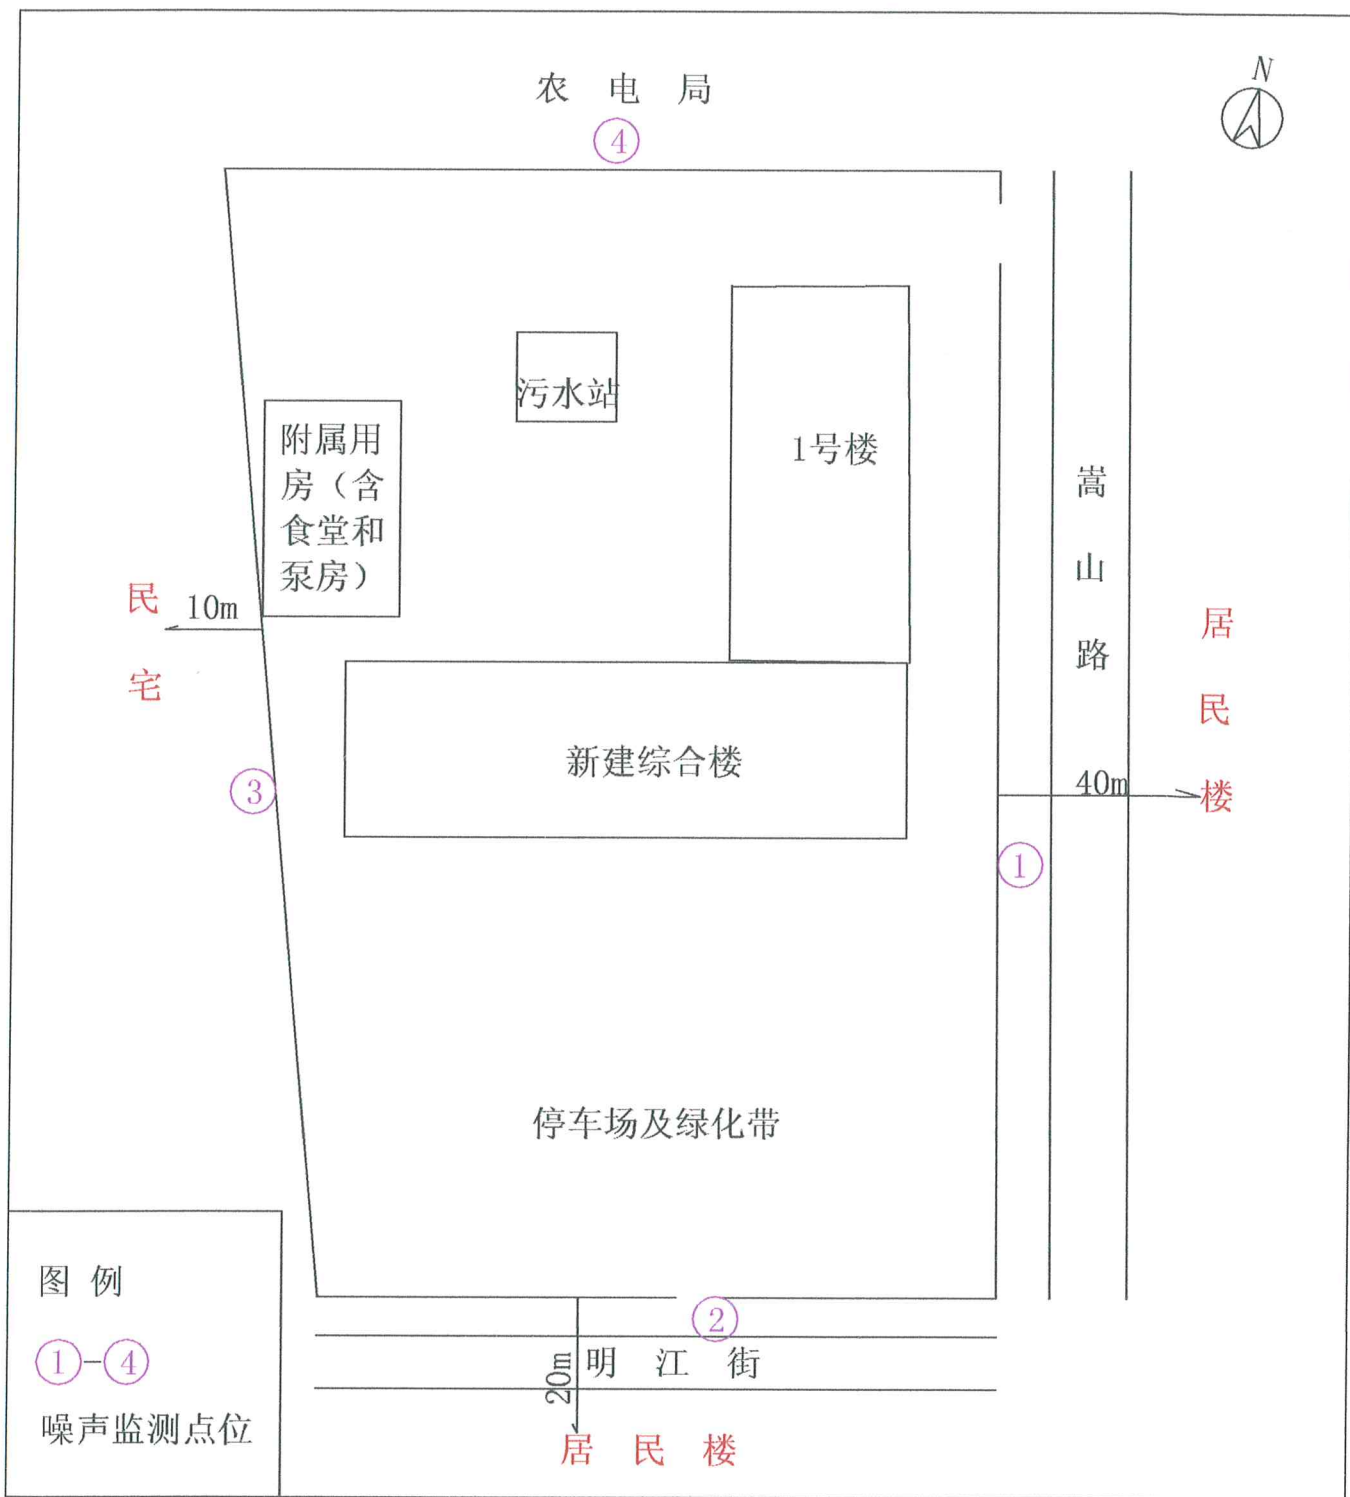 农 电 局
N
④
污水站
1号楼
附属用
房（含
食堂和
泵房）
嵩山路
民宅
10m
居民楼
新建综合楼
③
40m
①
停车场及绿化带
图 例
①-④
噪声监测点位
②
明 江 街
20m
居 民 楼